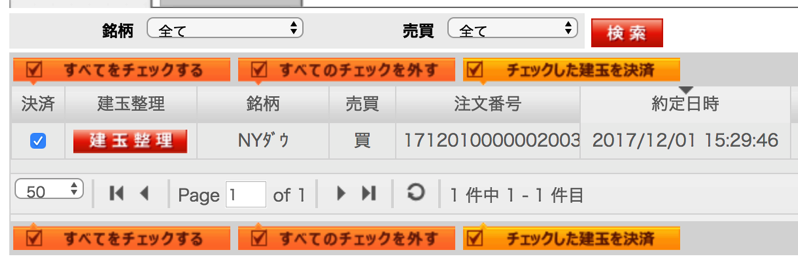 銘柄 全て 売買 全て 検索
すべてをチェックする すべてのチェックを外す チェックした建玉を決済
決済 建玉整理 銘柄 売買 注文番号 約定日時
建玉整理 NYﾀﾞｳ 買 1712010000002003 2017/12/01 15:29:46
50 Page 1 of 1 1 件中 1 - 1 件目
すべてをチェックする すべてのチェックを外す チェックした建玉を決済